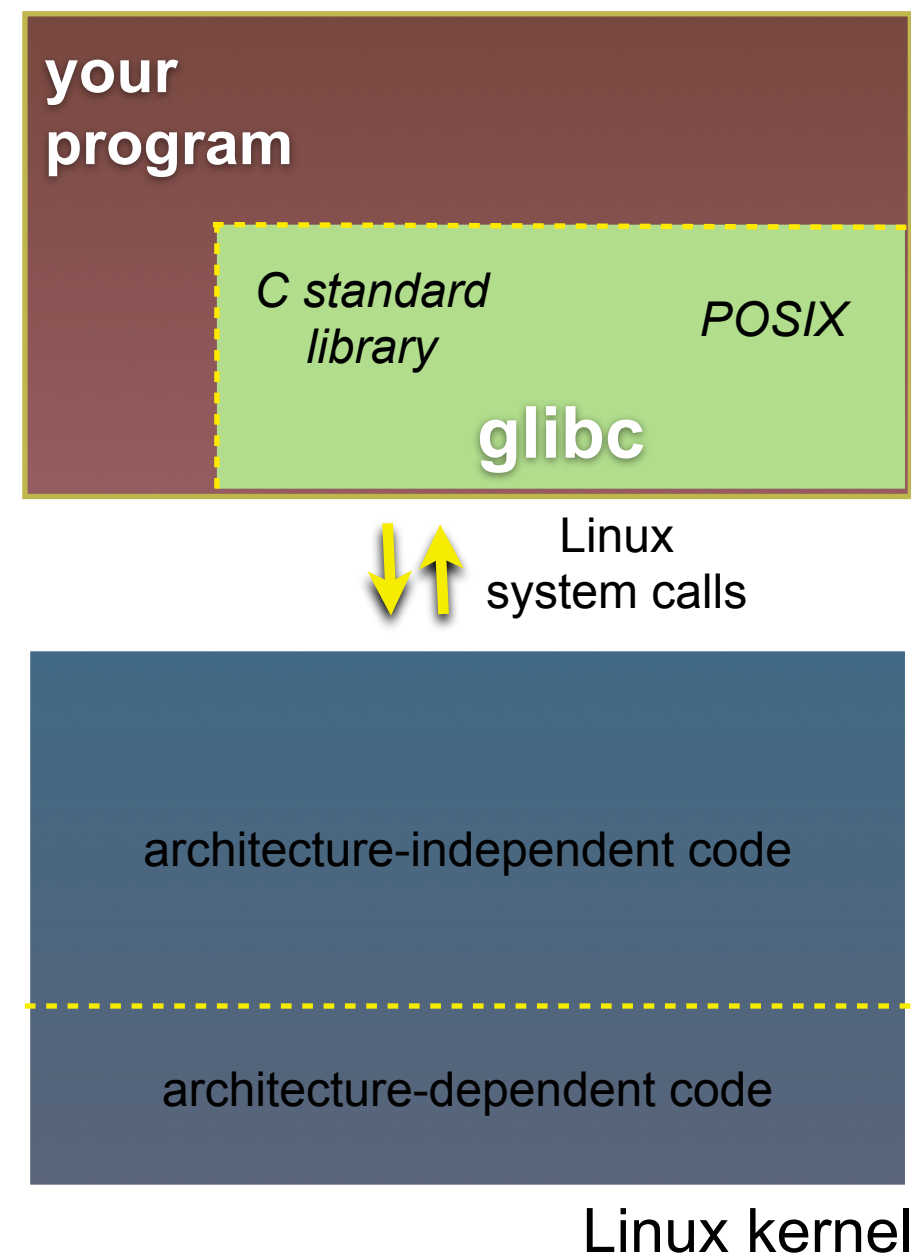 your
program
C standard
library
POSIX
glibc
Linux
system calls
architecture-independent code
architecture-dependent code
Linux kernel